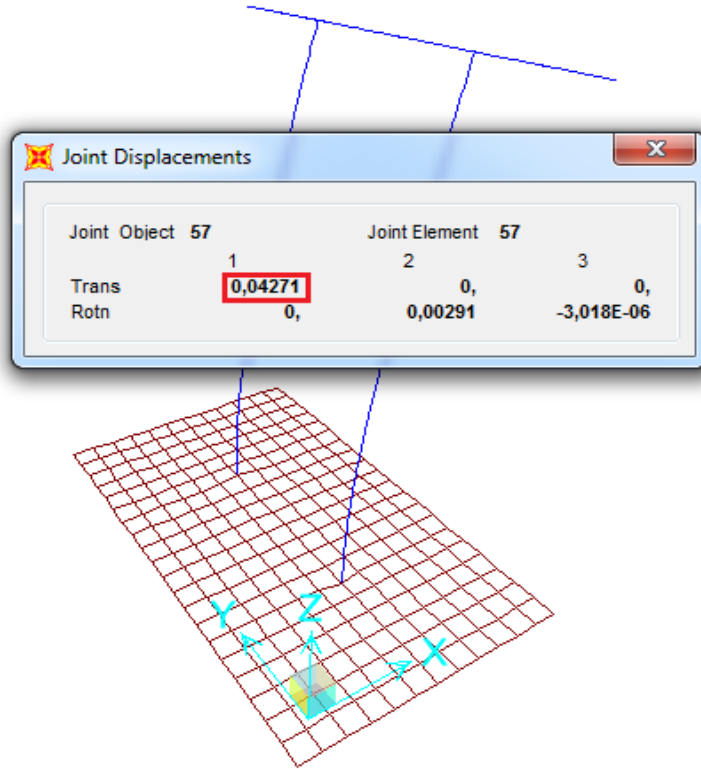 Joint Displacements
Joint Object 57 Joint Element 57
1 2 3
Trans 0,04271 0, 0,
Rotn 0, 0,00291 -3,018E-06
Y Z X